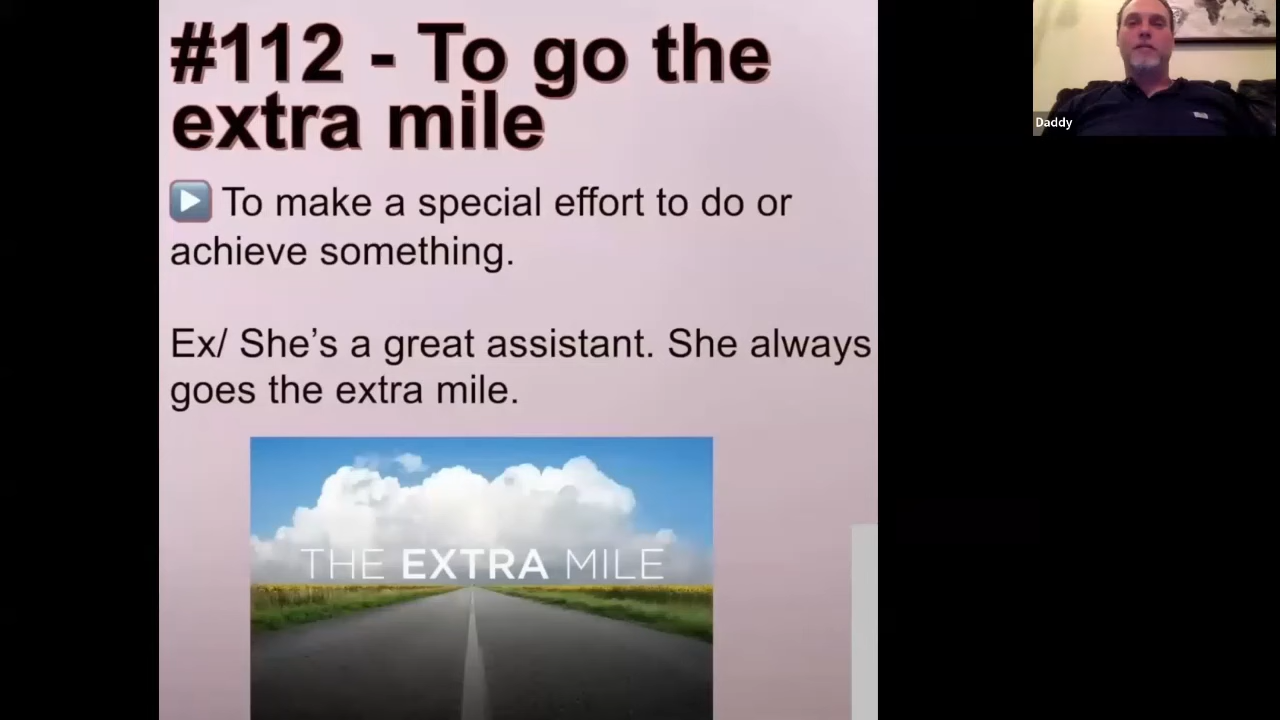 #112 - To go the
extra mile
To make a special effort to do or
achieve something.
Ex/ She’s a great assistant. She always
goes the extra mile.
THE EXTRA MILE
Daddy